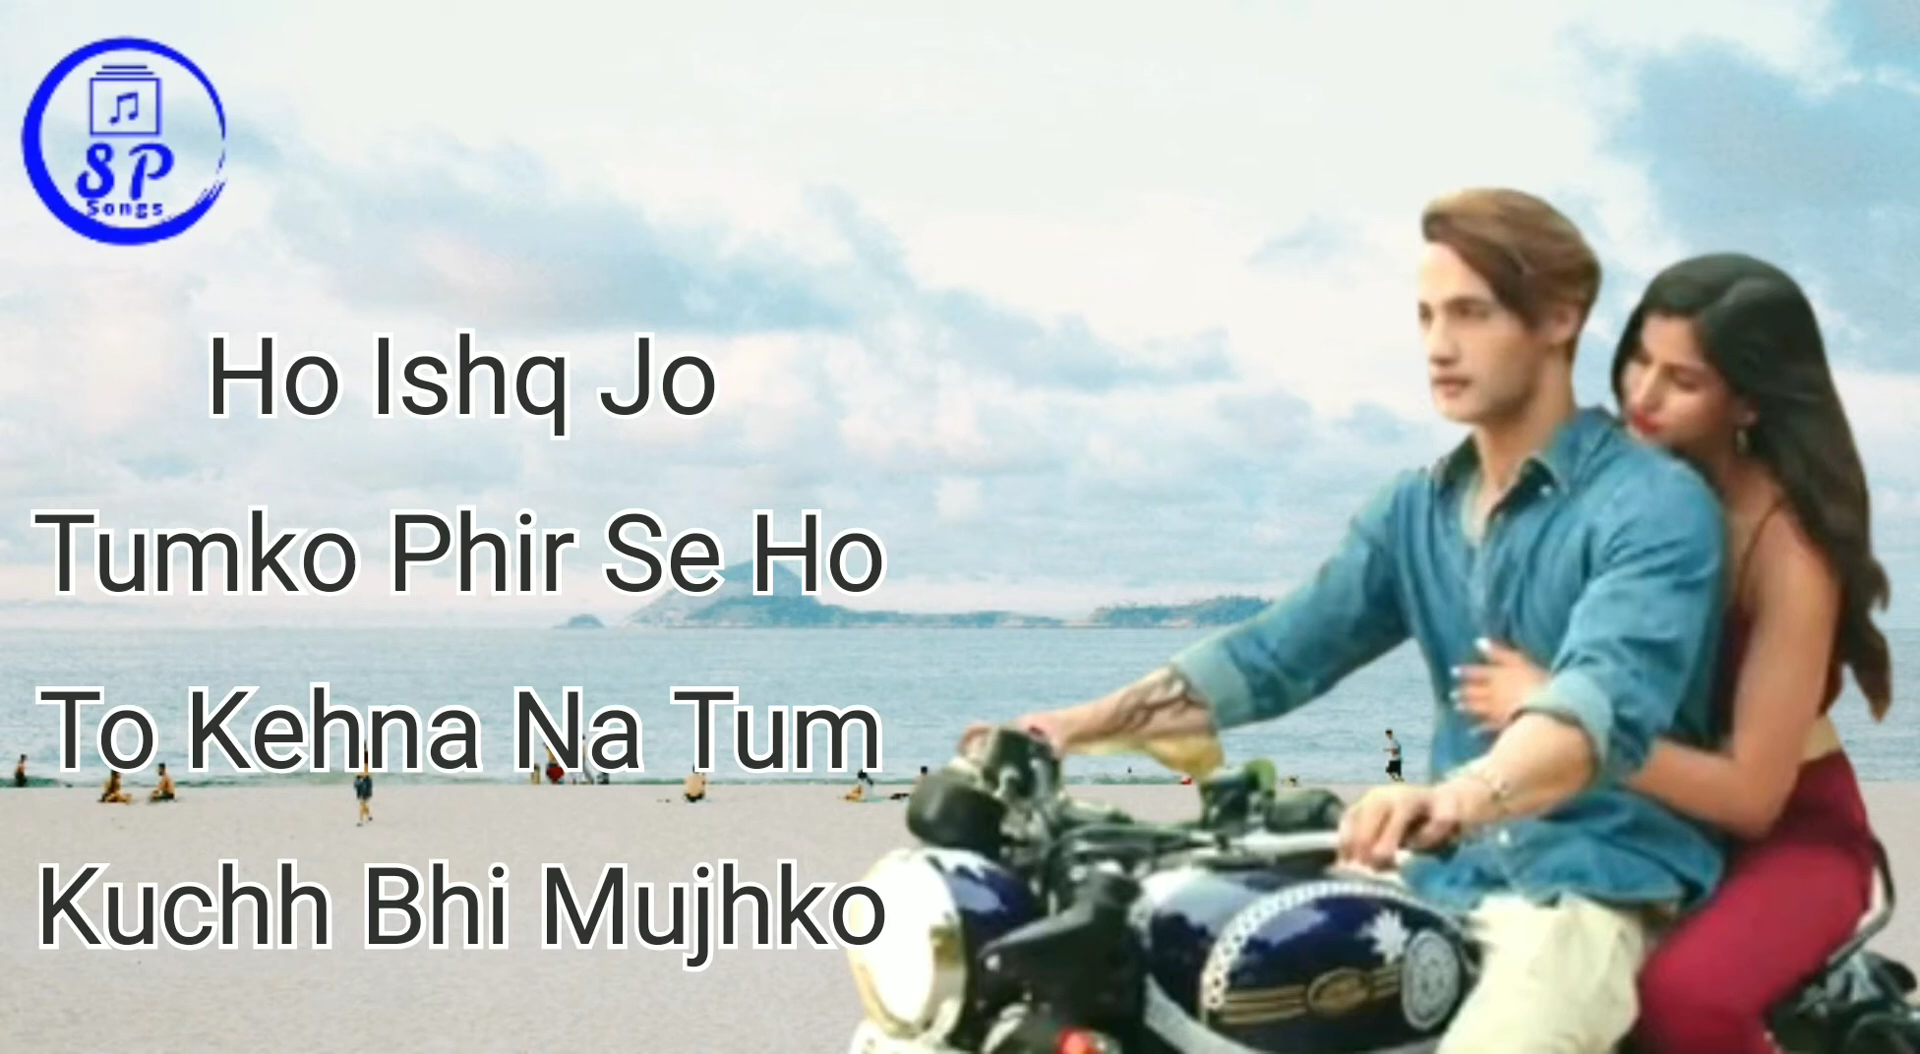 SP
Songs
Ho Ishq Jo
Tumko Phir Se Ho
To Kehna Na Tum
Kuchh Bhi Mujhko